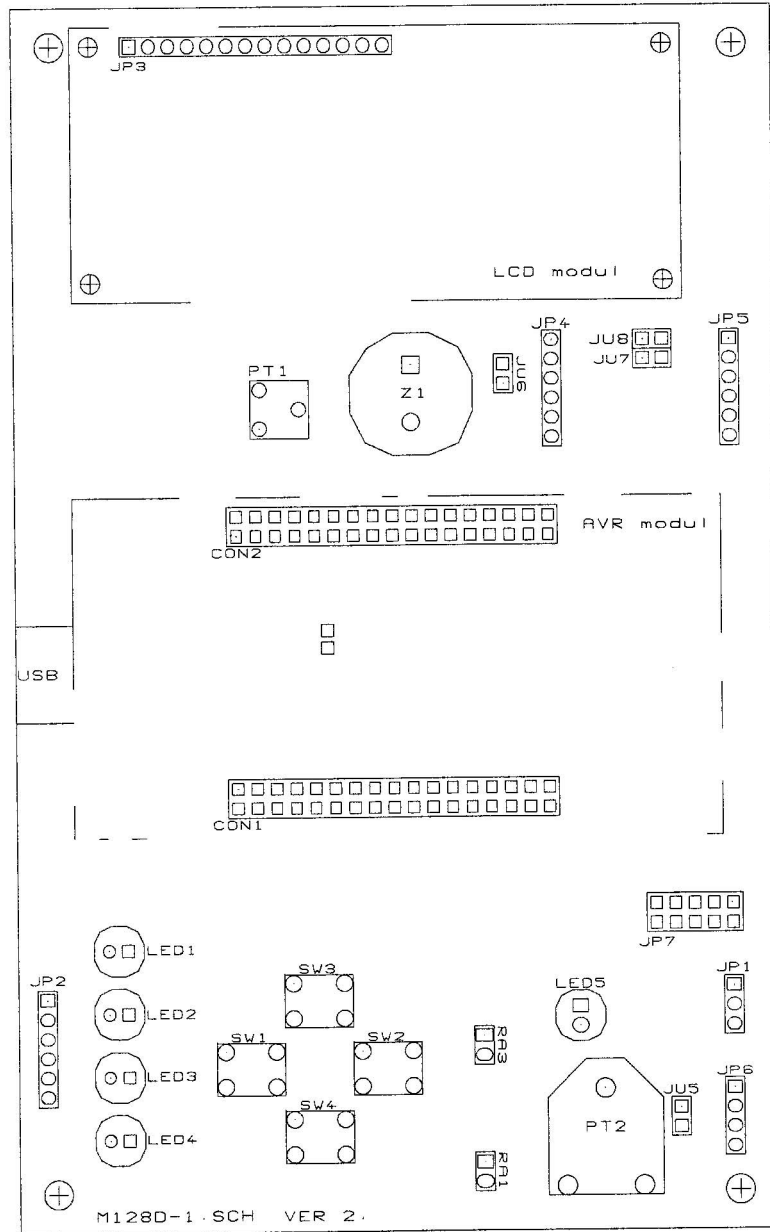 JP3
LCD modul
JP4
JU8
JP5
JU7
JU6
PT1
Z1
AVR modul
CON2
USB
CON1
JP7
LED1
SW3
LED5
JP1
JP2
LED2
SW1
SW2
RA3
LED3
JU5
JP6
SW4
PT2
LED4
RA1
M128D-1.SCH VER 2.